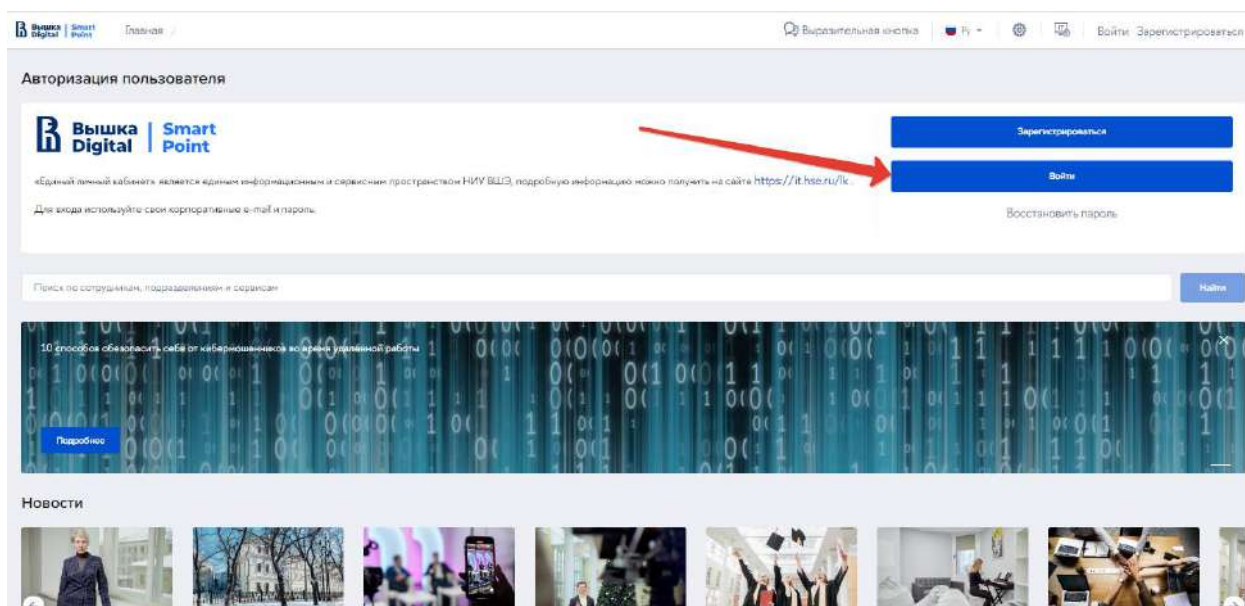 Вышка Digital | Smart Point
Главная /
Выразительная кнопка
Ру
Войти Зарегистрироваться
Авторизация пользователя
Вышка Digital | Smart Point
Зарегистрироваться
Войти
«Единый личный кабинет» является единым информационным и сервисным пространством НИУ ВШЭ, подробную информацию можно получить на сайте https://it.hse.ru/lk.
Для входа используйте свои корпоративные e-mail и пароль.
Восстановить пароль
Поиск по сотрудникам, подразделениям и сервисам
Найти
10 способов обезопасить себя от кибермошенников во время удалённой работы
Подробнее
Новости